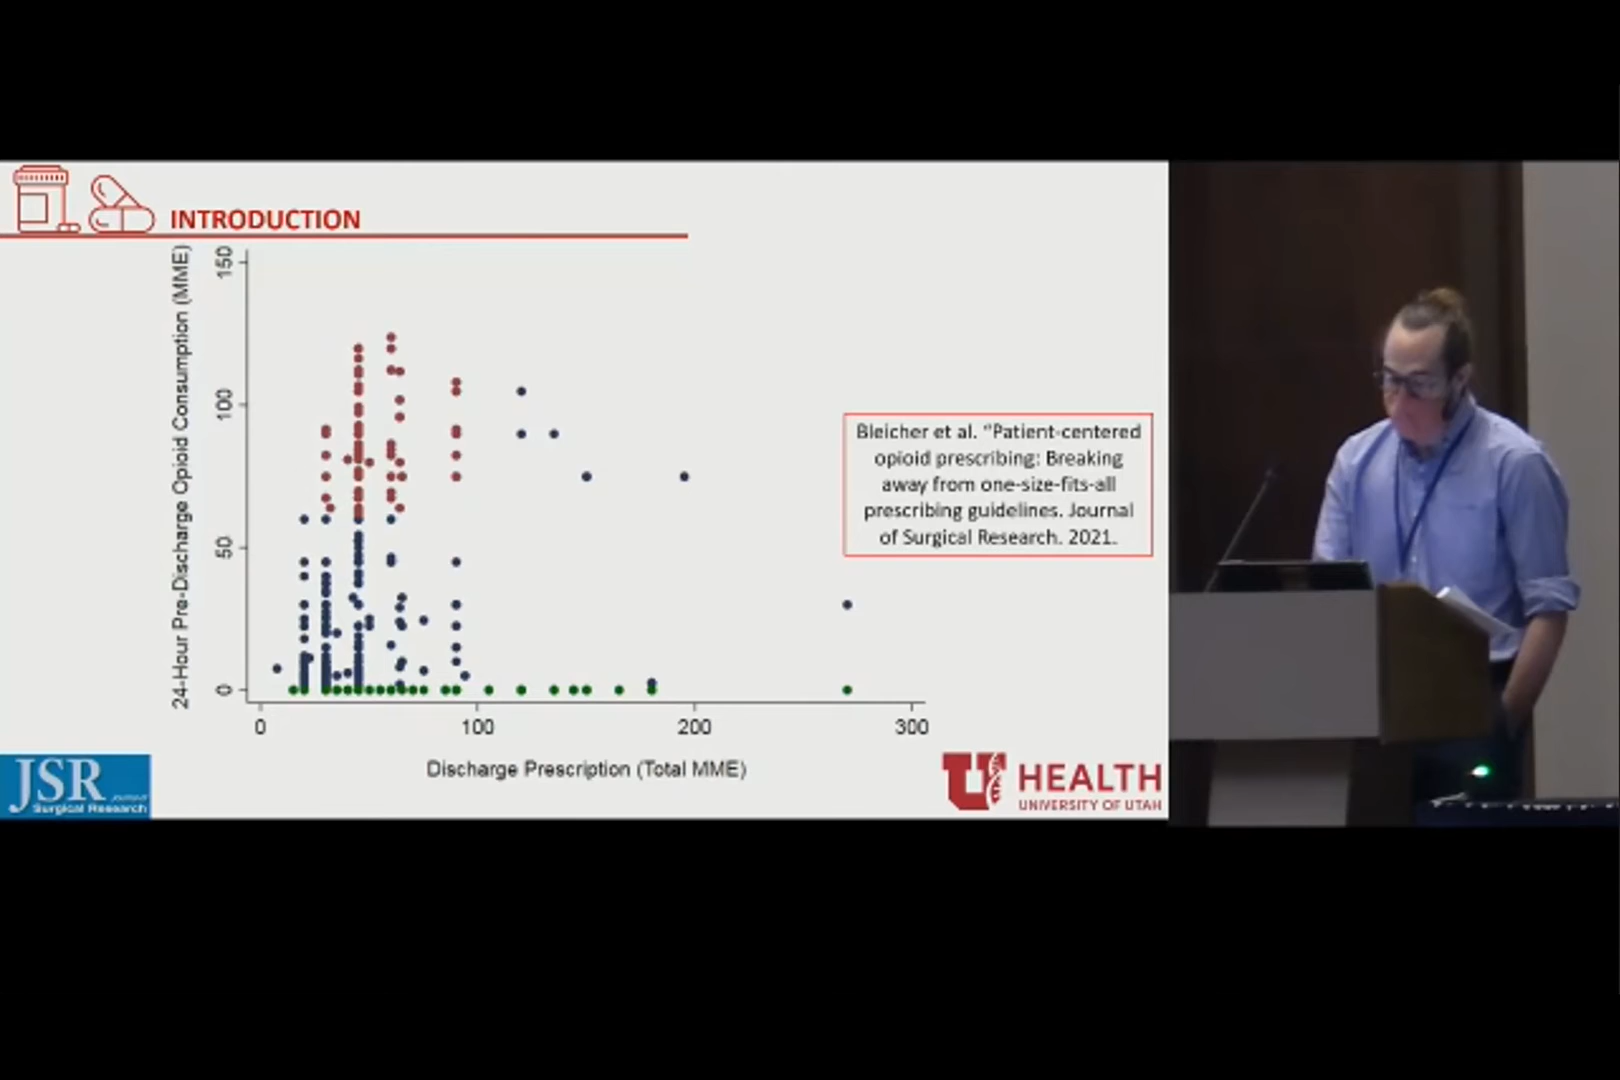 INTRODUCTION
24-Hour Pre-Discharge Opioid Consumption (MME)
150
100
50
0
0 100 200 300
Discharge Prescription (Total MME)
Bleicher et al. “Patient-centered
opioid prescribing: Breaking
away from one-size-fits-all
prescribing guidelines. Journal
of Surgical Research. 2021.
JSR
Journal of
Surgical Research
U HEALTH
UNIVERSITY OF UTAH